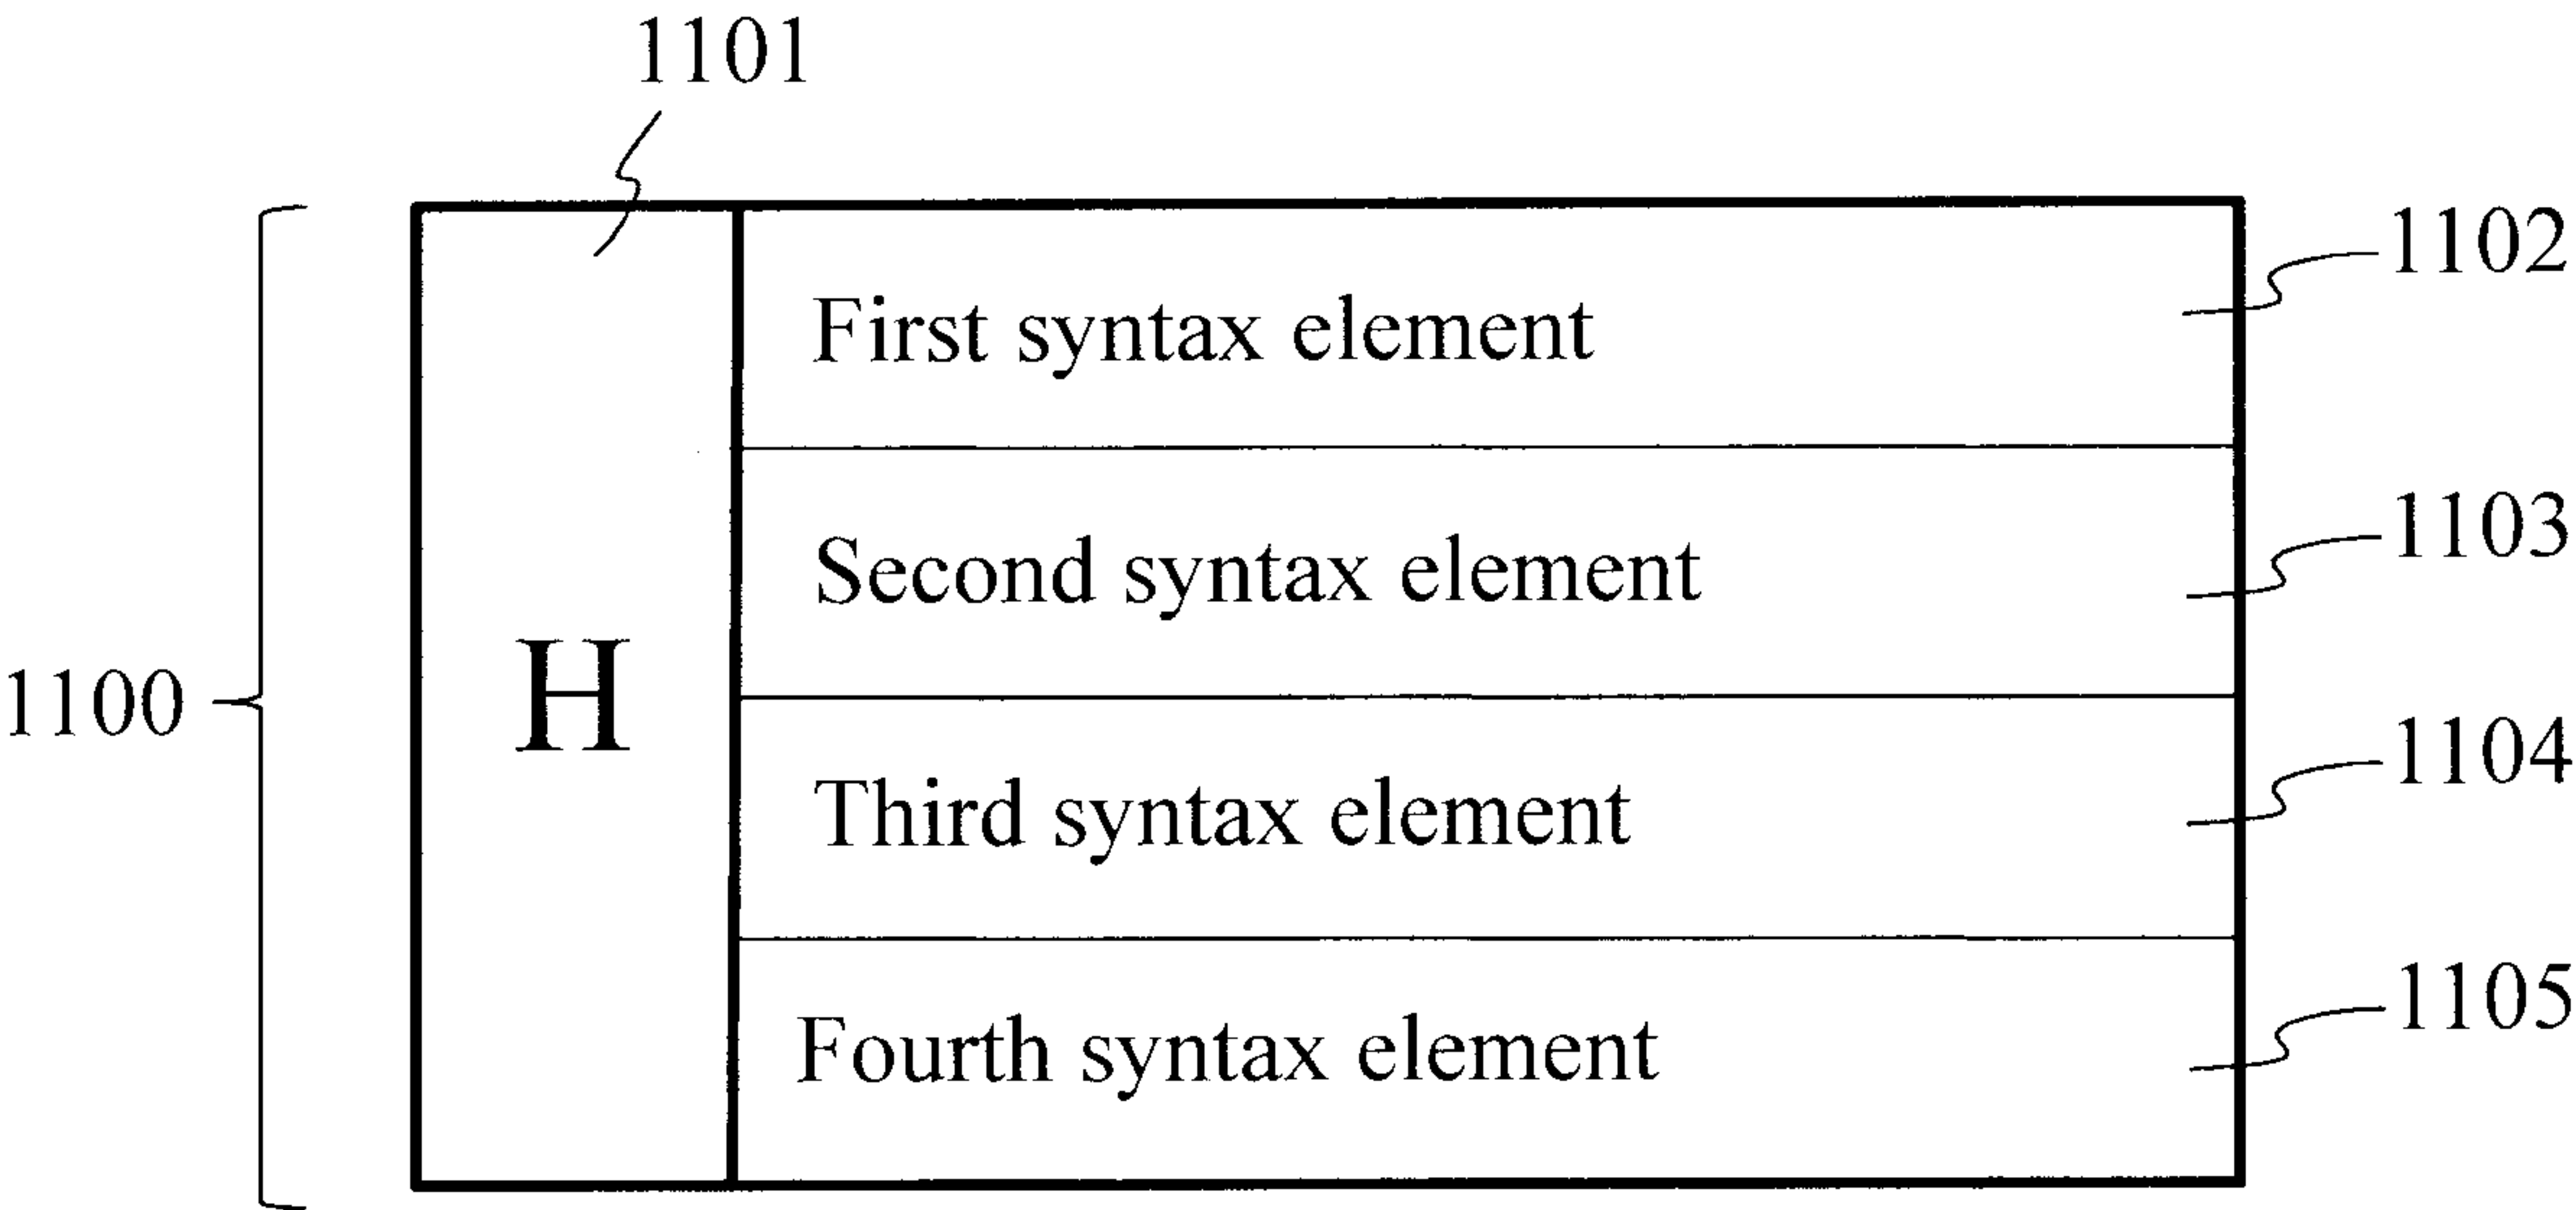 1101
First syntax element
1102
Second syntax element
1103
1100
H
Third syntax element
1104
Fourth syntax element
1105